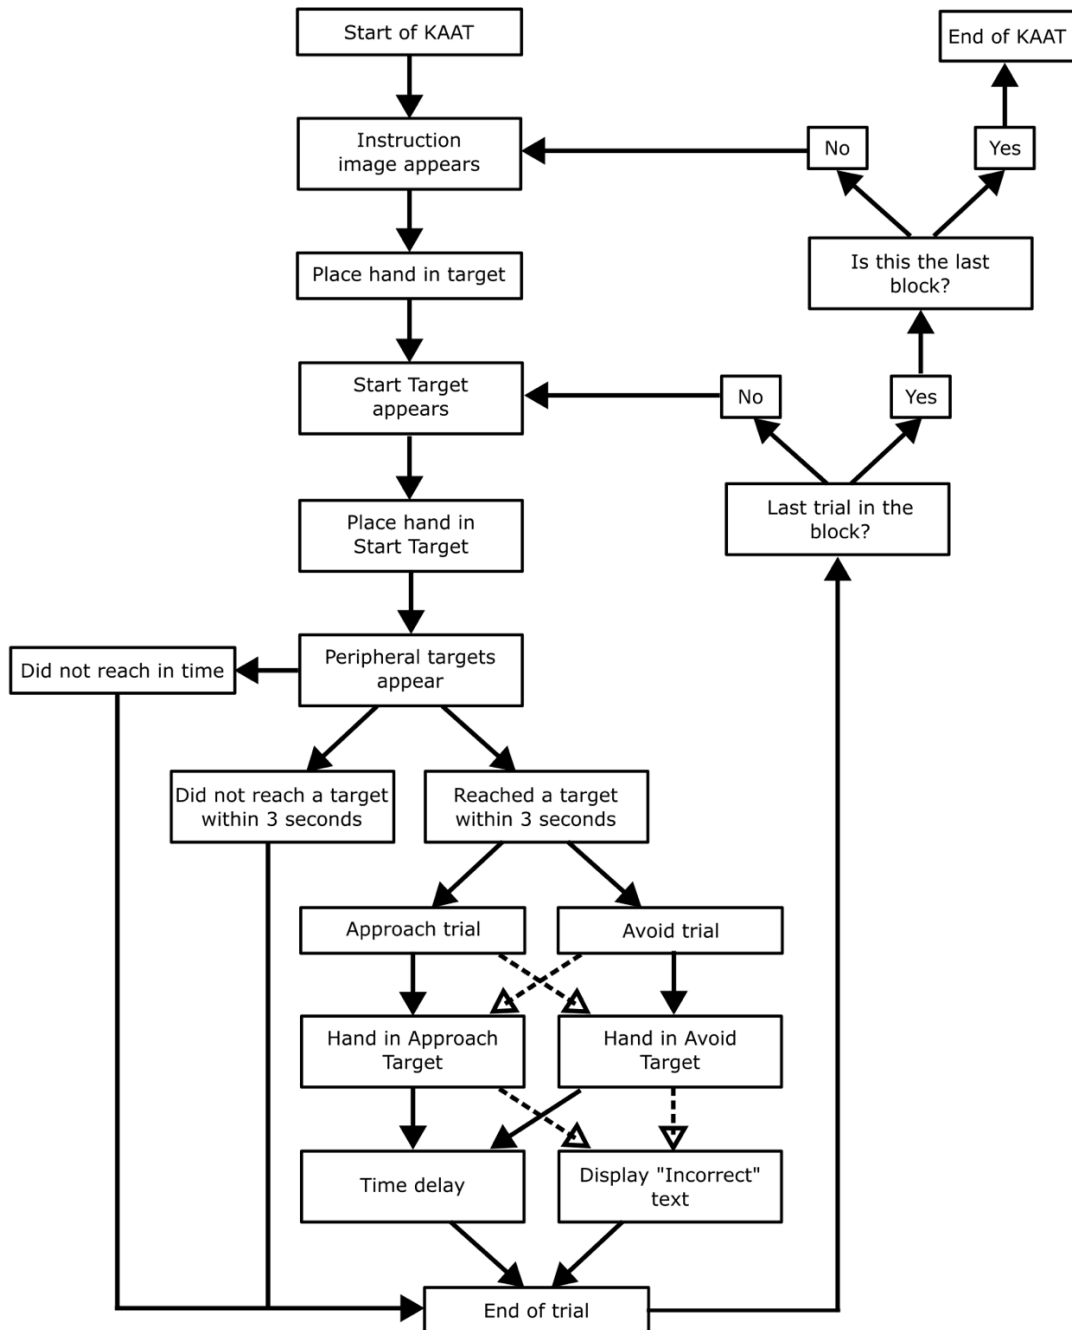 Start of KAAT
End of KAAT
Instruction
image appears
No
Yes
Place hand in target
Is this the last
block?
Start Target
appears
No
Yes
Place hand in
Start Target
Last trial in the
block?
Did not reach in time
Peripheral targets
appear
Did not reach a target
within 3 seconds
Reached a target
within 3 seconds
Approach trial
Avoid trial
Hand in Approach
Target
Hand in Avoid
Target
Time delay
Display "Incorrect"
text
End of trial